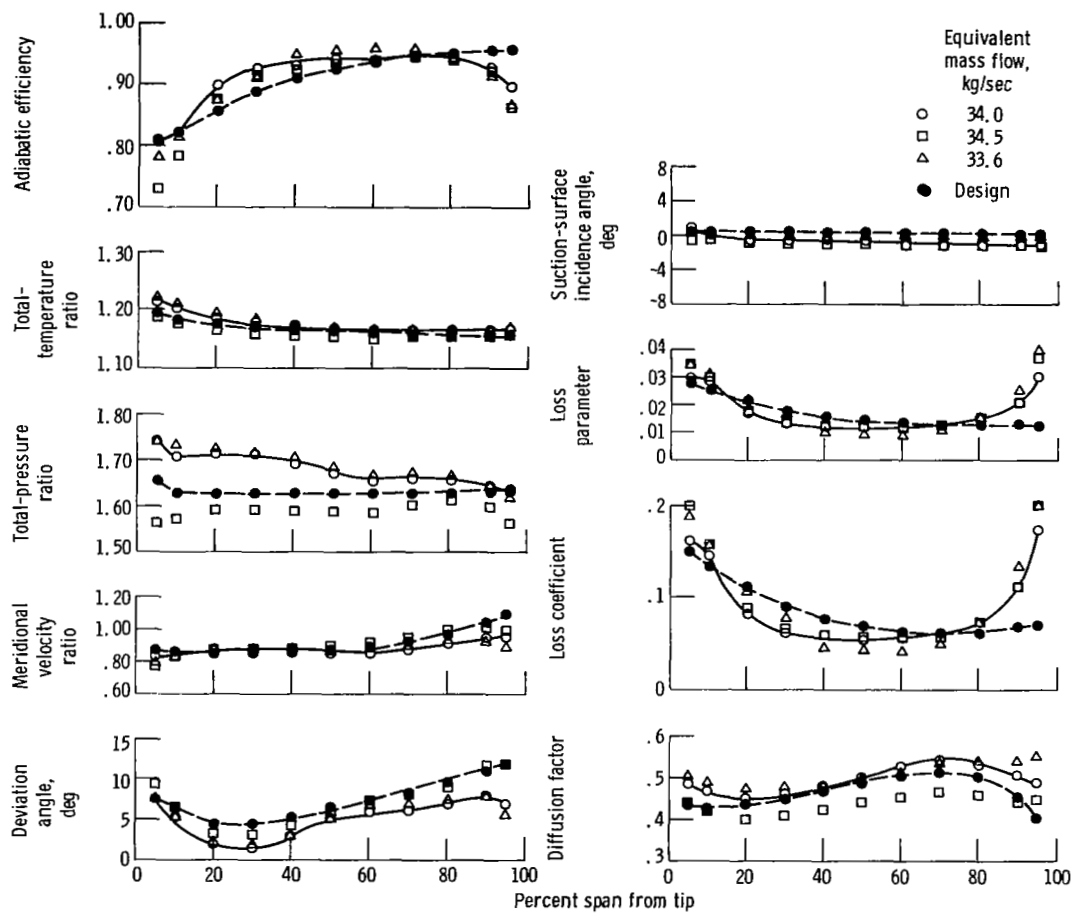 Adiabatic efficiency
1.00
.90
.80
.70
Total-
temperature
ratio
1.30
1.20
1.10
Total-pressure
ratio
1.80
1.70
1.60
1.50
Meridional
velocity
ratio
1.20
1.00
.80
.60
Deviation
angle,
deg
15
10
5
0
0 20 40 60 80 100
Equivalent
mass flow,
kg/sec
34.0
34.5
33.6
Design
Suction-surface
incidence angle,
deg
8
4
0
-4
-8
Loss
parameter
.04
.03
.02
.01
0
Loss coefficient
.2
.1
0
Diffusion factor
.6
.5
.4
.3
0 20 40 60 80 100
Percent span from tip